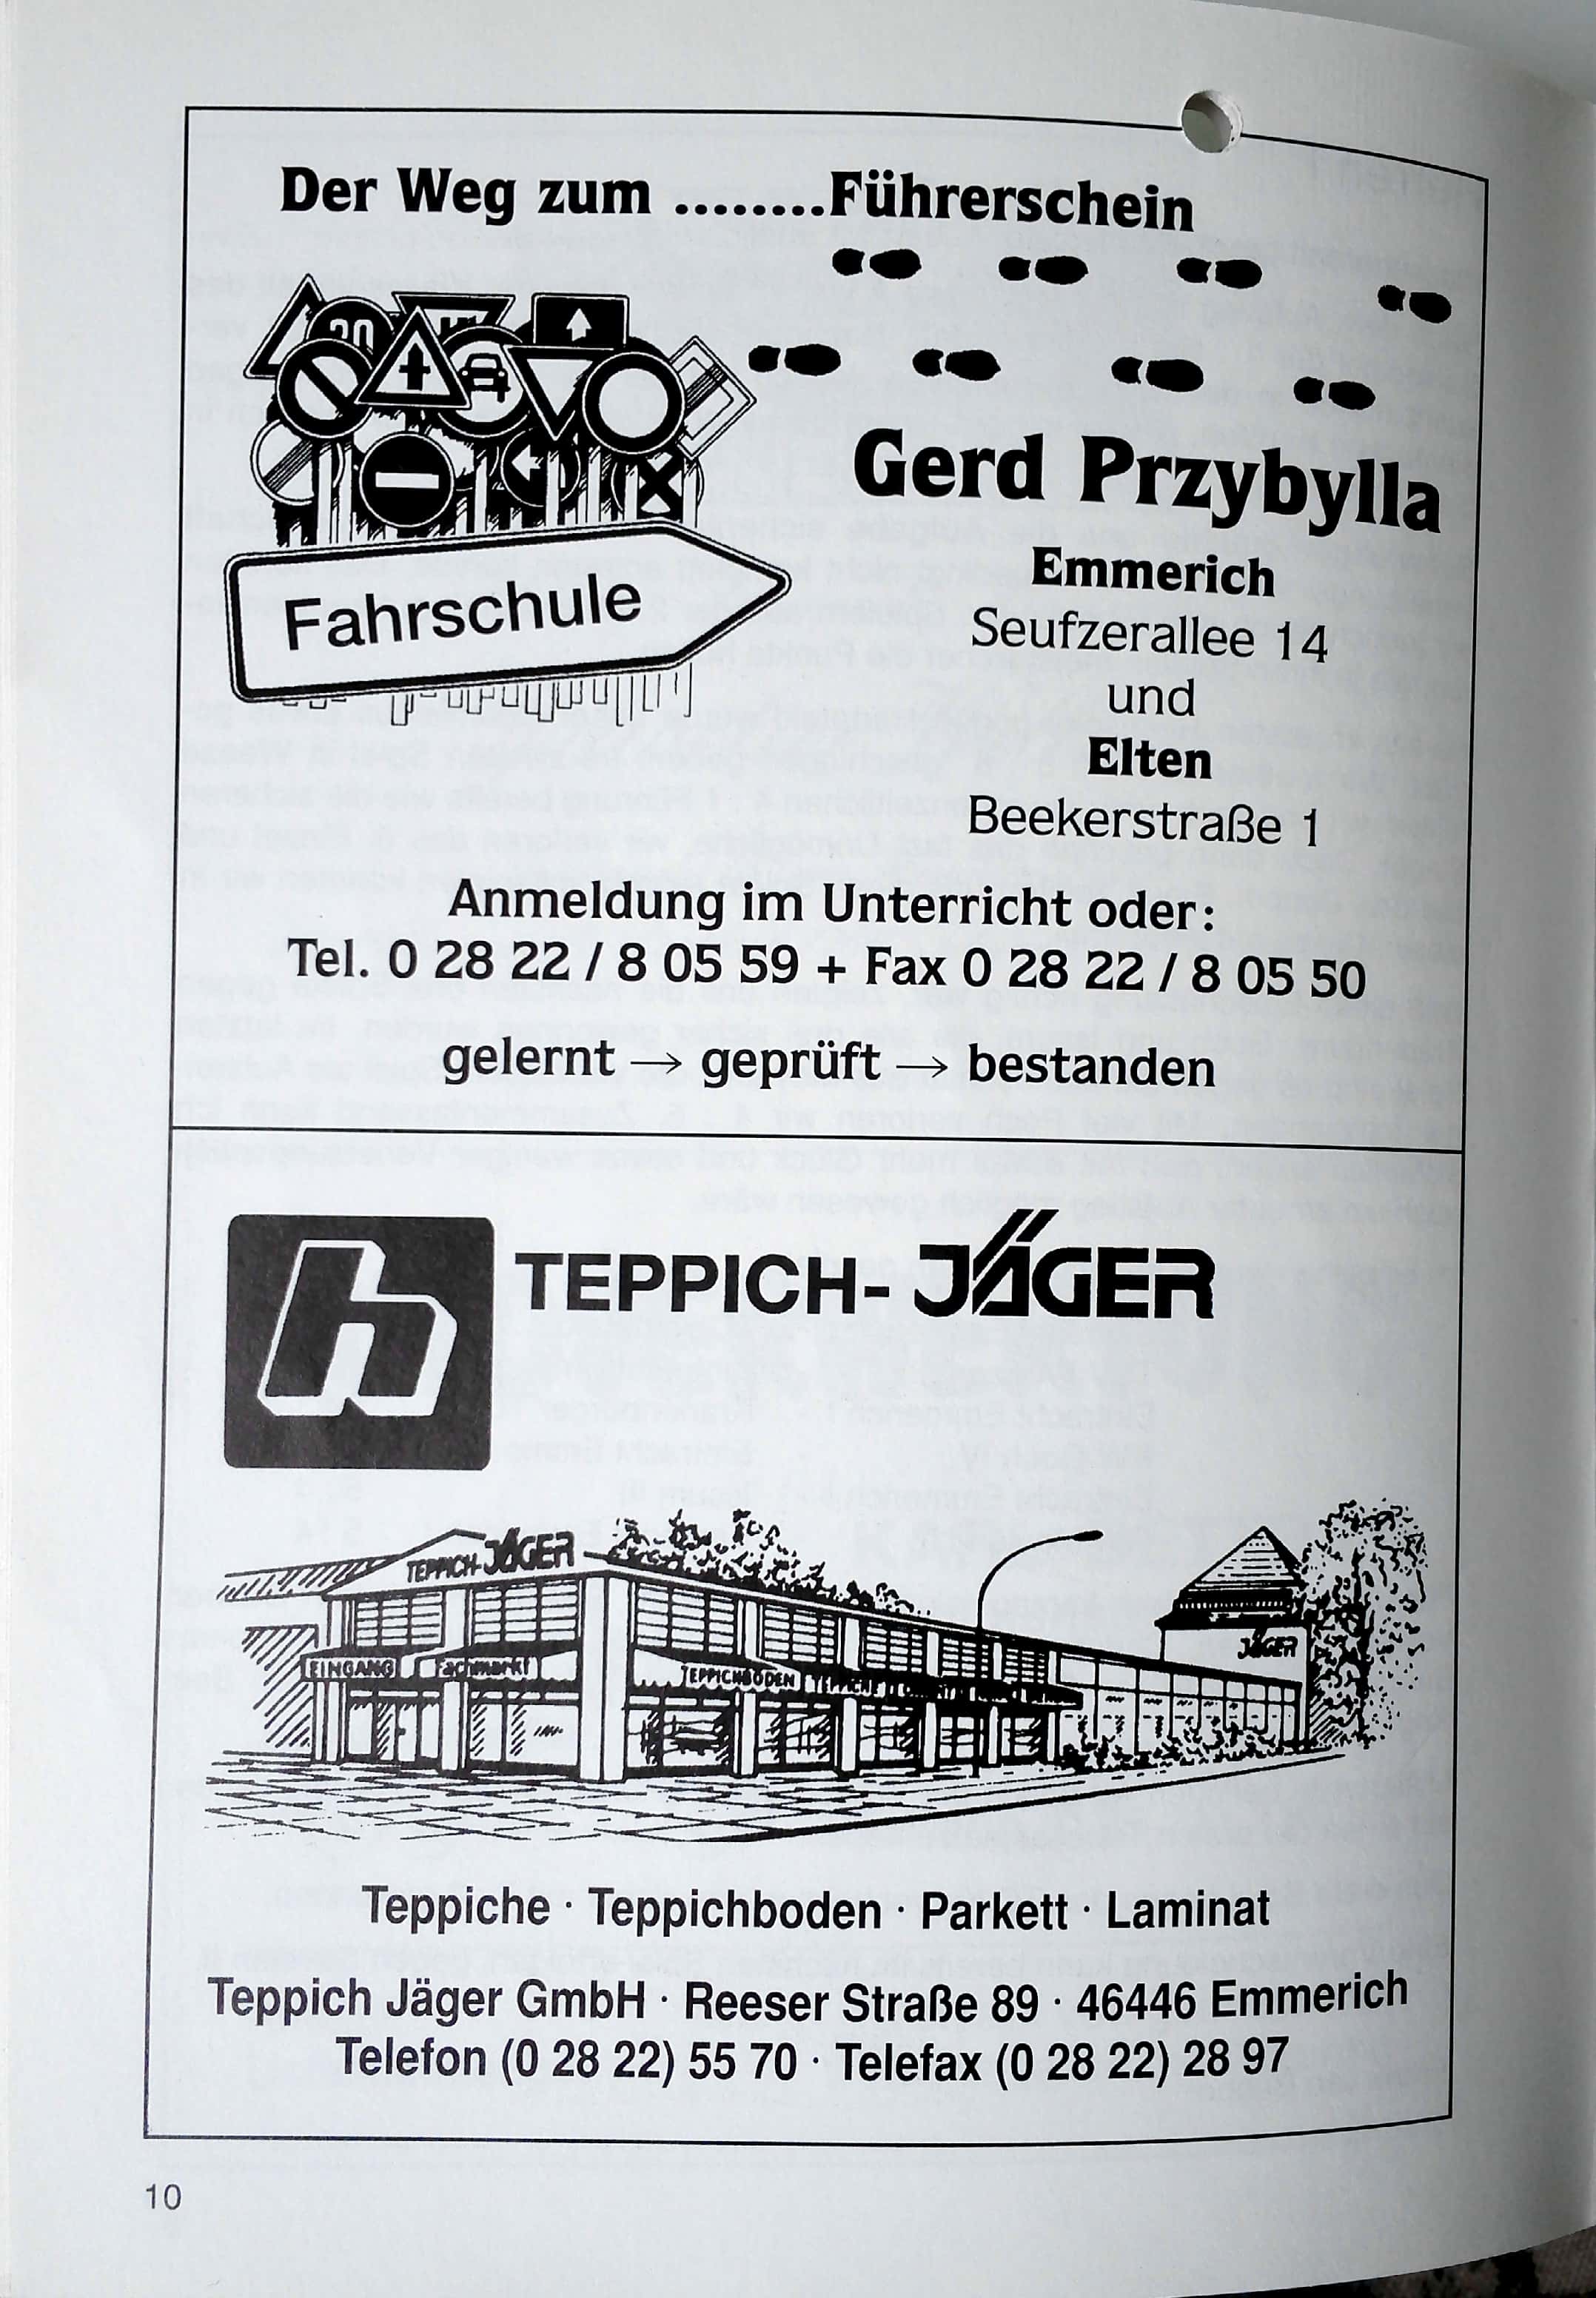 Der Weg zum ........Führerschein
30
Fahrschule
Gerd Przybylla
Emmerich
Seufzerallee 14
und
Elten
Beekerstraße 1
Anmeldung im Unterricht oder:
Tel. 0 28 22 / 8 05 59 + Fax 0 28 22 / 8 05 50
gelernt → geprüft → bestanden
h TEPPICH-JÄGER
TEPPICH-JÄGER
JÄGER
EINGANG Fachmarkt TEPPICHBÖDEN TEPPICHE
Teppiche · Teppichboden · Parkett · Laminat
Teppich Jäger GmbH · Reeser Straße 89 · 46446 Emmerich
Telefon (0 28 22) 55 70 · Telefax (0 28 22) 28 97
10